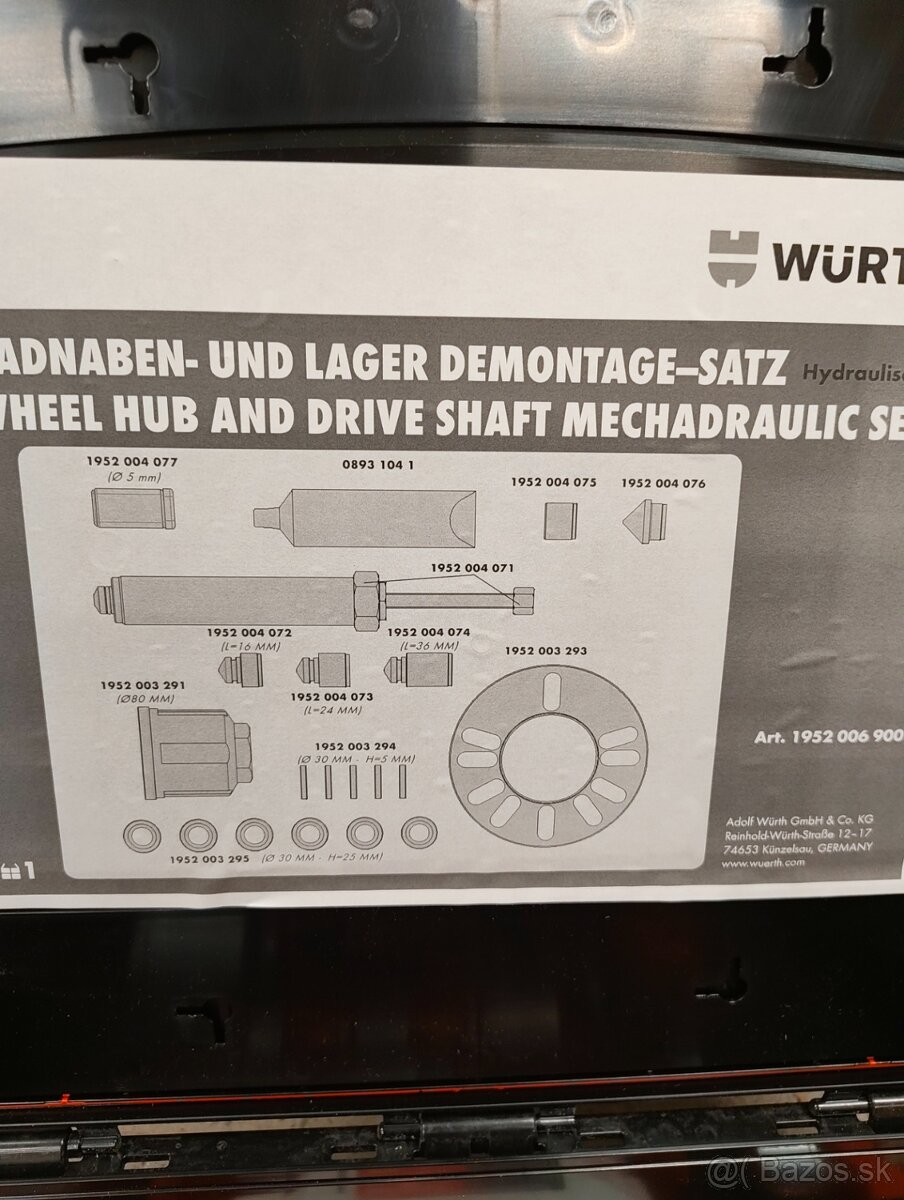 WÜRT
ADNABEN- UND LAGER DEMONTAGE–SATZ Hydraulisc
WHEEL HUB AND DRIVE SHAFT MECHADRAULIC SE
1952 004 077
(Ø 5 mm)
0893 104 1
1952 004 075
1952 004 076
1952 004 071
1952 004 072
(L=16 MM)
1952 004 074
(L=36 MM)
1952 003 293
1952 003 291
(Ø80 MM)
1952 004 073
(L=24 MM)
1952 003 294
(Ø 30 MM - H=5 MM)
Art. 1952 006 900
1952 003 295 (Ø 30 MM - H=25 MM)
Adolf Würth GmbH & Co. KG
Reinhold-Würth-Straße 12–17
74653 Künzelsau, GERMANY
www.wuerth.com
1
@( Bazos.sk